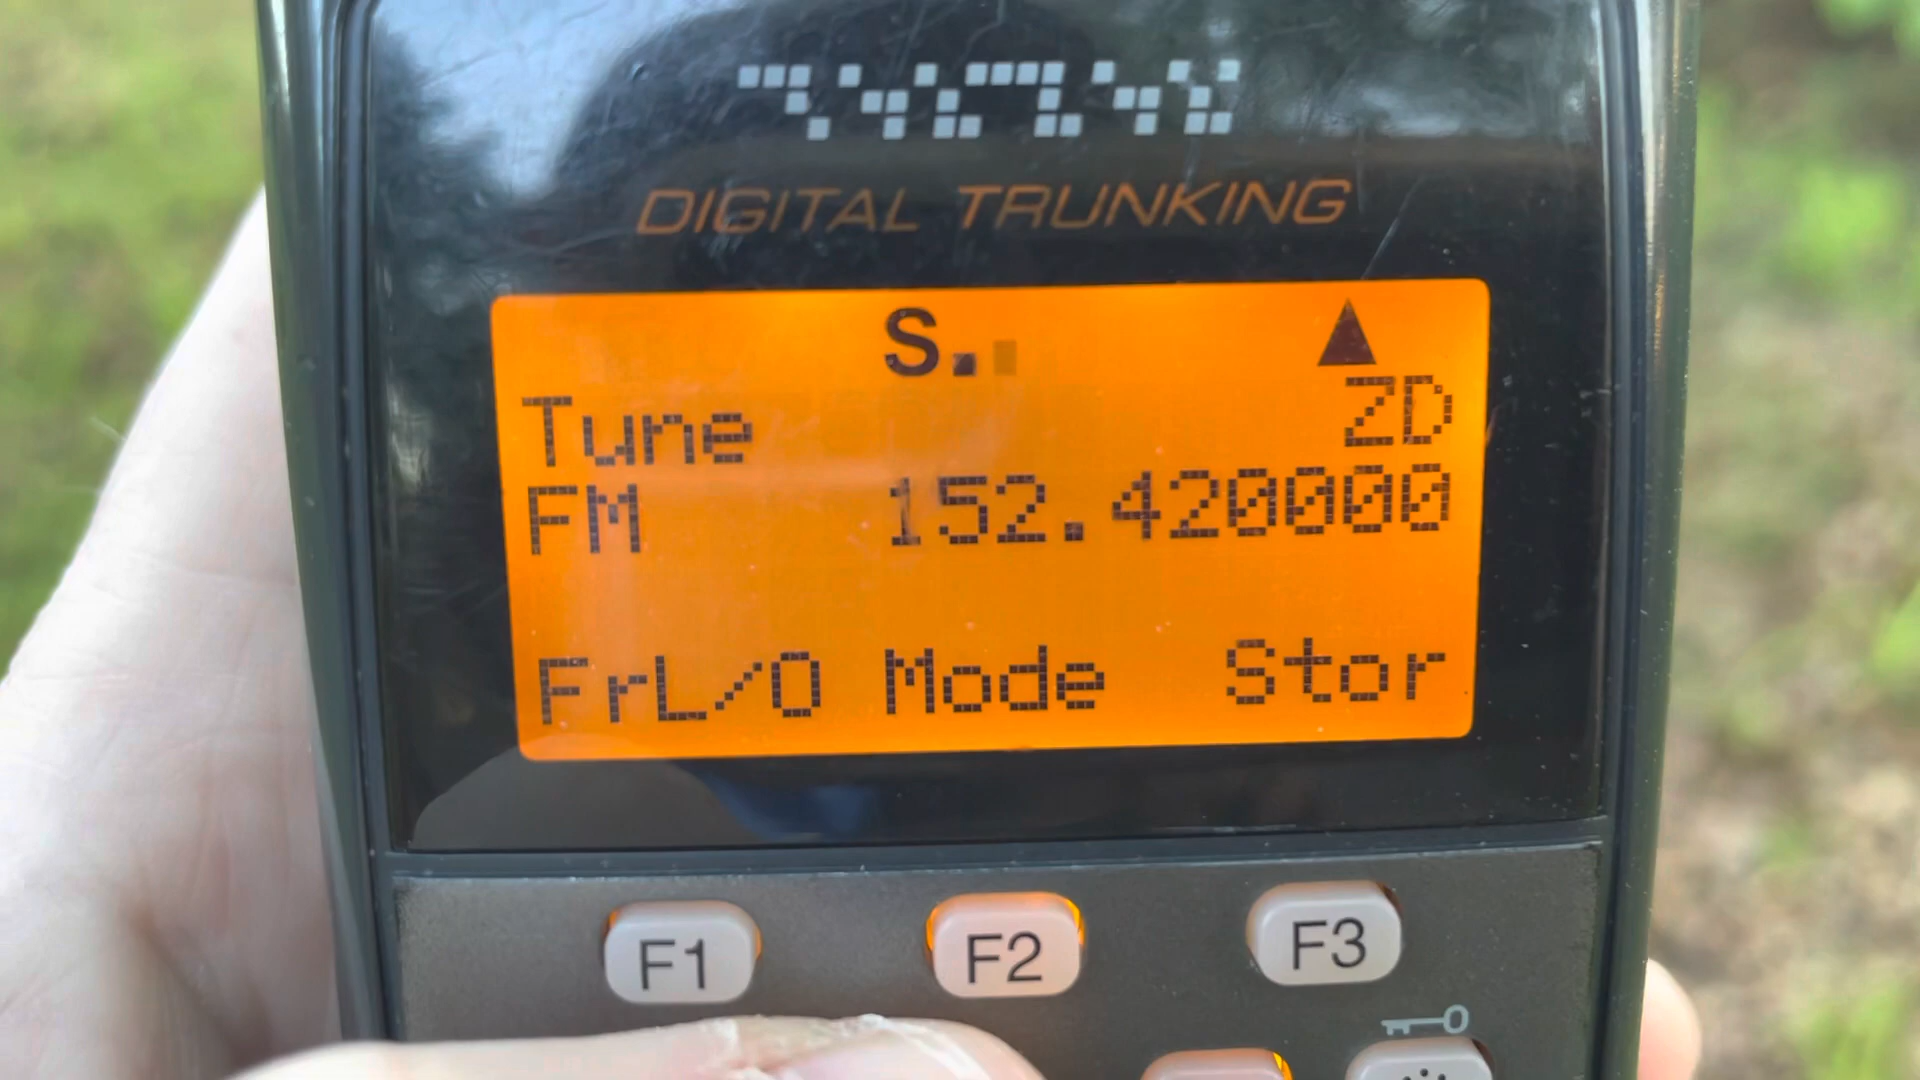 DIGITAL TRUNKING
S.
Tune ZD
FM 152.420000
FrL/O Mode Stor
F1 F2 F3